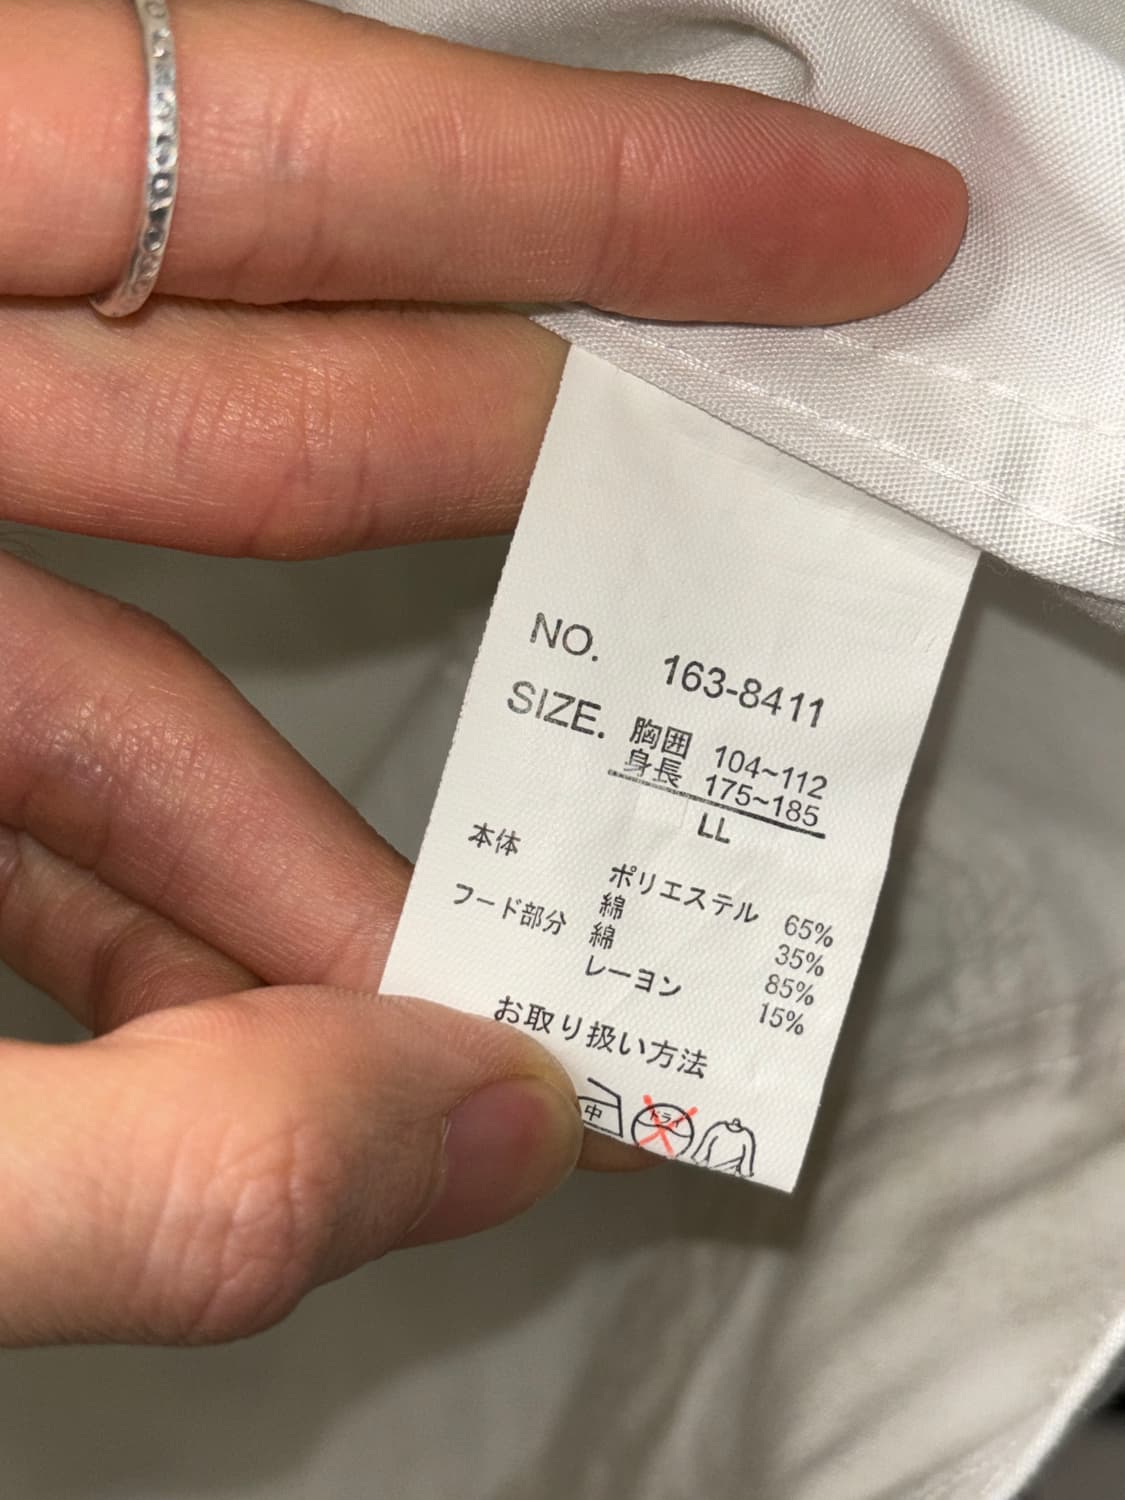 NO. 163-8411
SIZE. 胸囲 104~112
身長 175~185
LL
本体 ポリエステル 65%
綿 35%
フード部分 綿 85%
レーヨン 15%
お取り扱い方法
中 ドライ